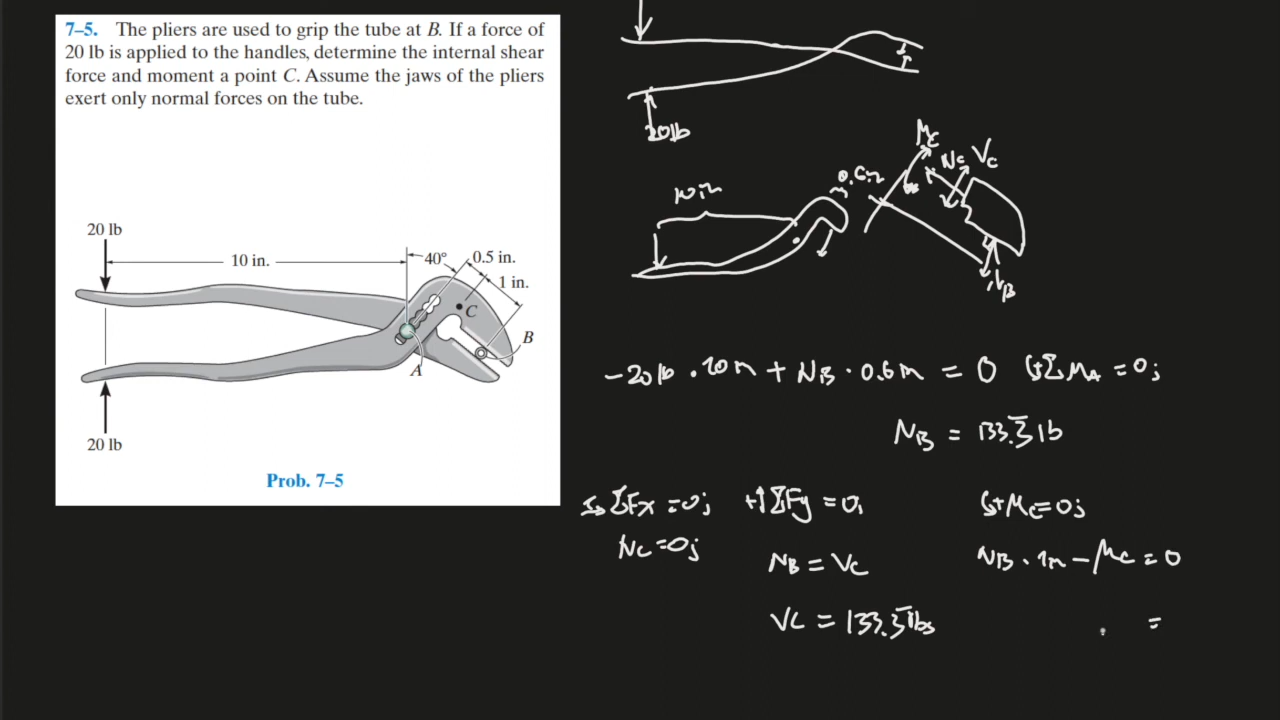 7–5. The pliers are used to grip the tube at B. If a force of
20 lb is applied to the handles, determine the internal shear
force and moment a point C. Assume the jaws of the pliers
exert only normal forces on the tube.
20 lb
10 in.
40°
0.5 in.
1 in.
C
B
A
20 lb
Prob. 7–5
20lb
10in
0.6in
Mc
Nc
Vc
NB
-20lb · 10in + NB · 0.6in = 0 ↺+ΣMA = 0;
NB = 133.3̅ lb
ΣFx = 0; +↑ΣFy = 0; ↺+Mc = 0;
Nc = 0; NB = Vc NB · 1in - Mc = 0
Vc = 133.3̅ lbs =